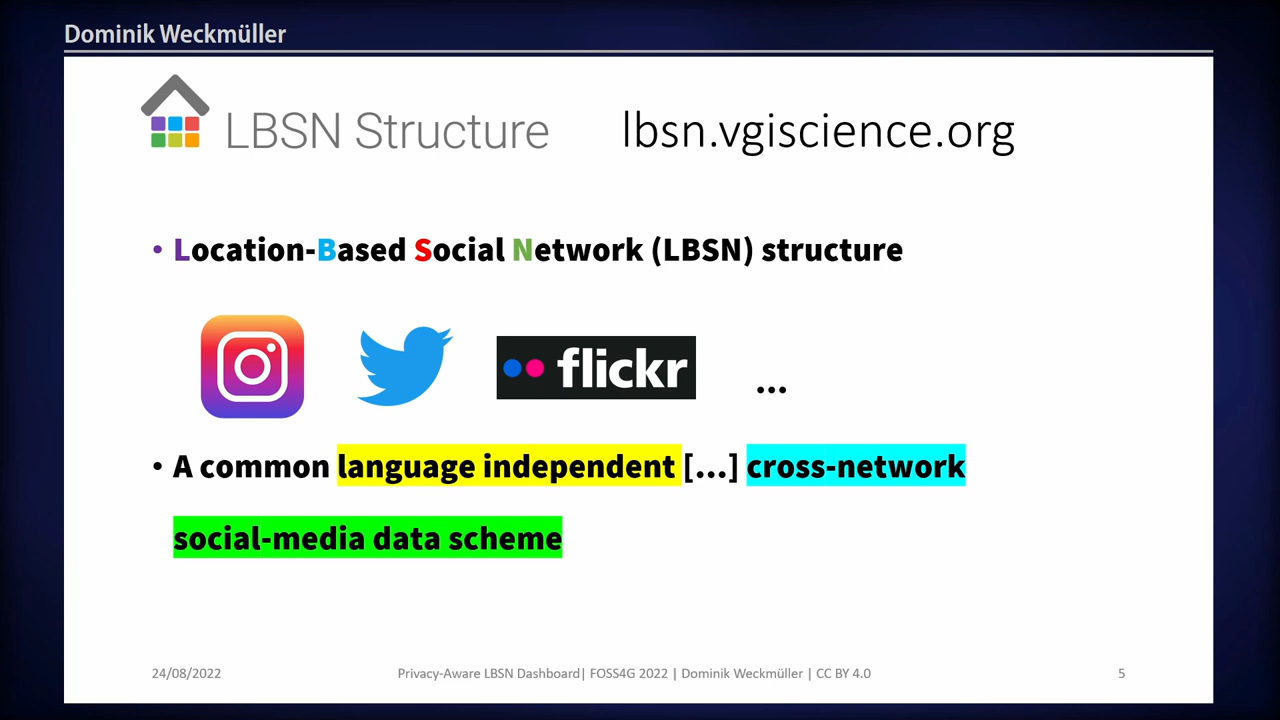 Dominik Weckmüller
LBSN Structure lbsn.vgiscience.org
• Location-Based Social Network (LBSN) structure
flickr ...
• A common language independent [...] cross-network
social-media data scheme
24/08/2022 Privacy-Aware LBSN Dashboard| FOSS4G 2022 | Dominik Weckmüller | CC BY 4.0 5